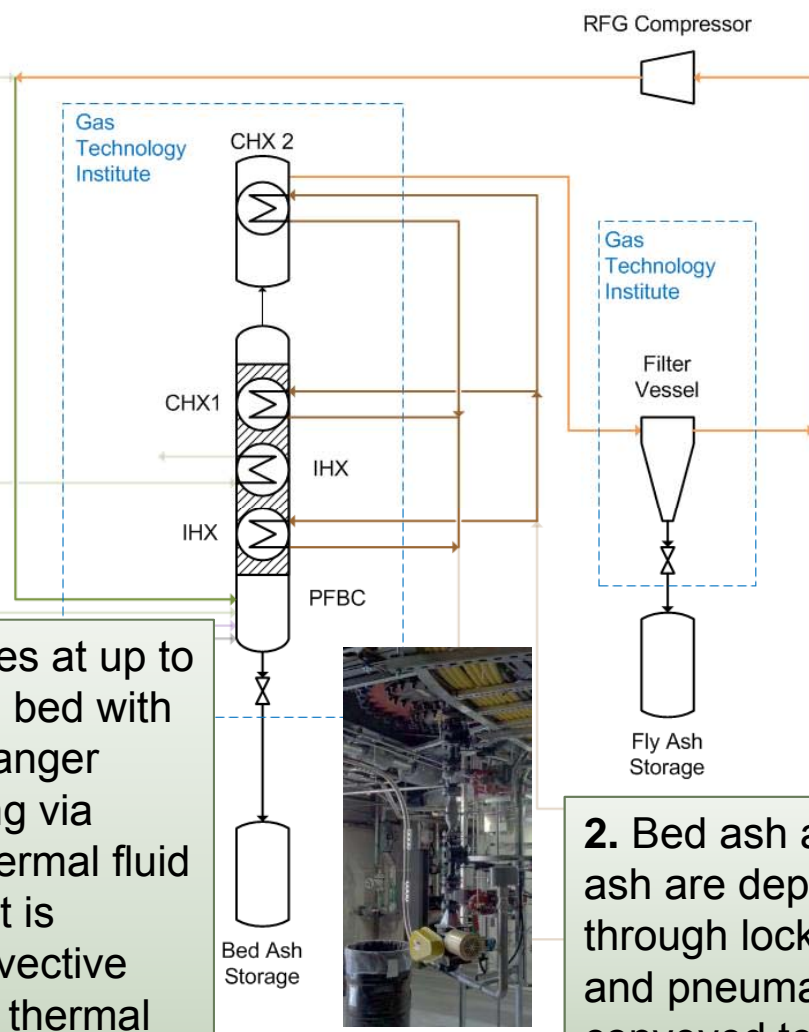 RFG Compressor
Gas
Technology
Institute
CHX 2
Gas
Technology
Institute
Filter
Vessel
CHX1
IHX
IHX
PFBC
es at up to
bed with
anger
ng via
ermal fluid
t is
vective
thermal
Bed Ash
Storage
Fly Ash
Storage
2. Bed ash a
ash are dep
through lock
and pneuma